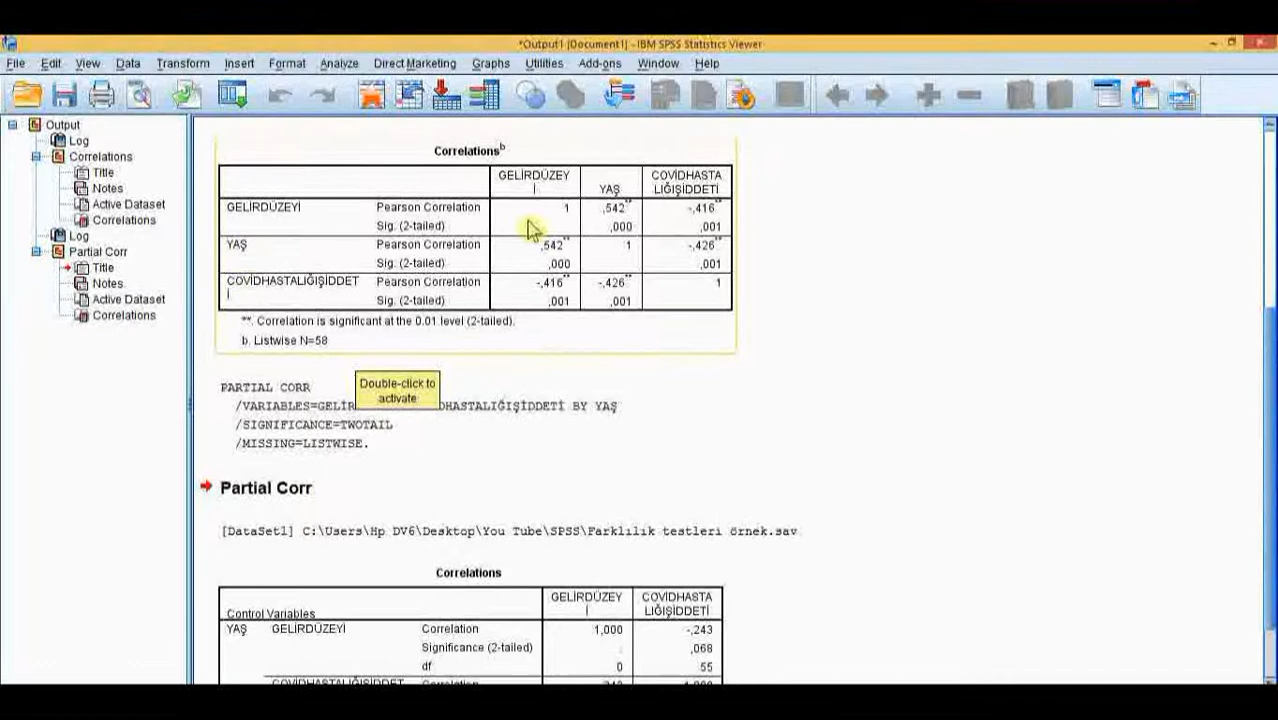 *Output1 [Document1] - IBM SPSS Statistics Viewer
File Edit View Data Transform Insert Format Analyze Direct Marketing Graphs Utilities Add-ons Window Help
Output
Log
Correlations
Title
Notes
Active Dataset
Correlations
Log
Partial Corr
Title
Notes
Active Dataset
Correlations
Correlationsᵇ
GELİRDÜZEY
İ YAŞ COVİDHASTA
LIĞIŞİDDETİ
GELİRDÜZEYİ Pearson Correlation 1 ,542** -,416**
Sig. (2-tailed) ,000 ,001
YAŞ Pearson Correlation ,542** 1 -,426**
Sig. (2-tailed) ,000 ,001
COVİDHASTALIĞIŞİDDET
İ Pearson Correlation -,416** -,426** 1
Sig. (2-tailed) ,001 ,001
**. Correlation is significant at the 0.01 level (2-tailed).
b. Listwise N=58
Double-click to
activate
PARTIAL CORR
/VARIABLES=GELİR HASTALIĞIŞİDDETİ BY YAŞ
/SIGNIFICANCE=TWOTAIL
/MISSING=LISTWISE.
Partial Corr
[DataSet1] C:\Users\Hp DV6\Desktop\You Tube\SPSS\Farklılık testleri örnek.sav
Correlations
Control Variables GELİRDÜZEY
İ COVİDHASTA
LIĞIŞİDDETİ
YAŞ GELİRDÜZEYİ Correlation 1,000 -,243
Significance (2-tailed) . ,068
df 0 55